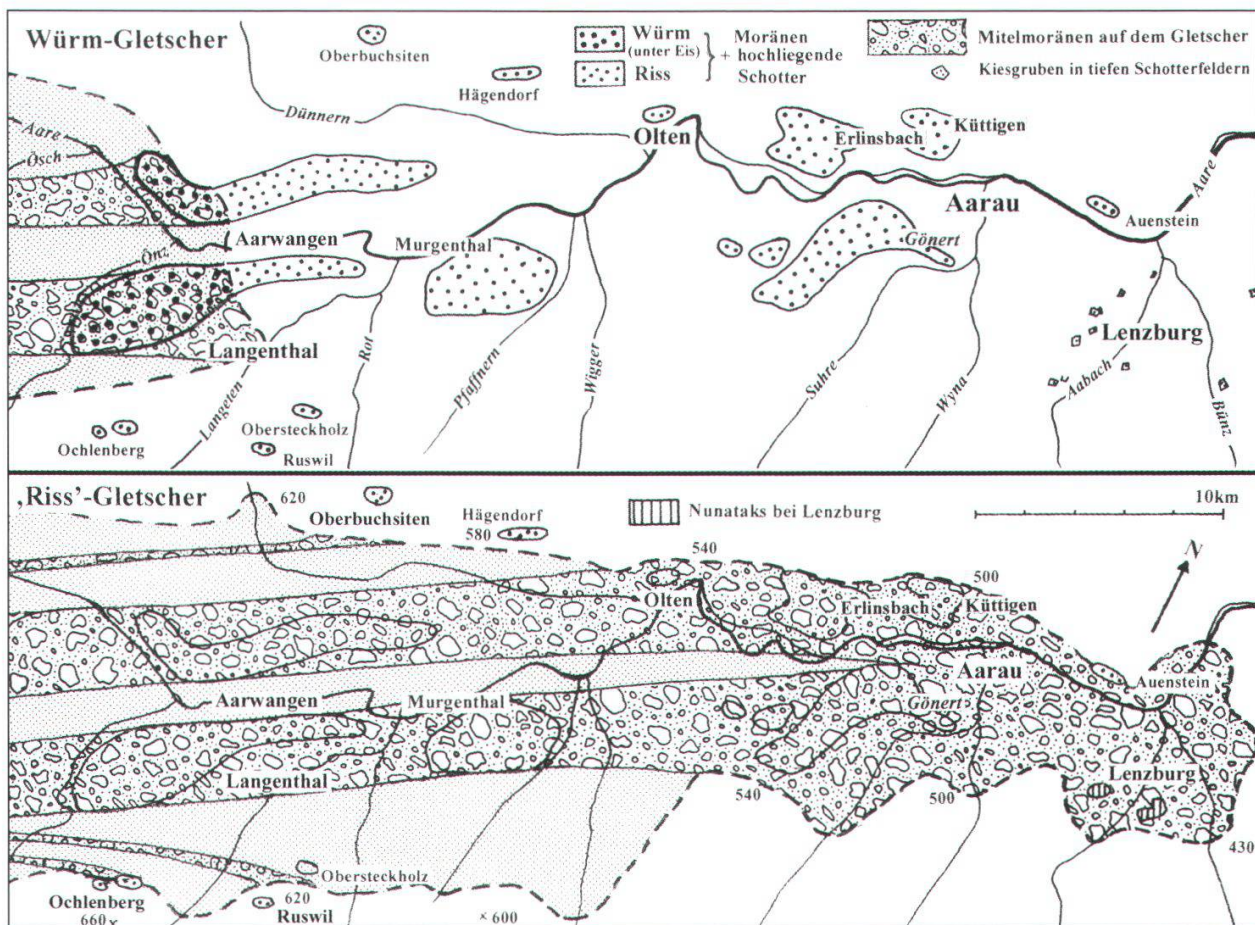 Würm-Gletscher
Oberbuchsiten
Hägendorf
Würm
(unter Eis)
Riss
Moränen
+ hochliegende
Schotter
Mitelmoränen auf dem Gletscher
Kiesgruben in tiefen Schotterfeldern
Dünnern
Aare
Ösch
Olten
Erlinsbach
Küttigen
Aare
Aarau
Auenstein
Önz
Aarwangen
Murgenthal
Gönert
Langenthal
Lenzburg
Langeten
Rot
Pfaffnern
Wigger
Suhre
Wyna
Aabach
Bünz
Ochlenberg
Obersteckholz
Ruswil
‚Riss’-Gletscher
620
Oberbuchsiten
Hägendorf
580
Nunataks bei Lenzburg
10km
N
540
500
Olten
Erlinsbach
Küttigen
Aarau
Auenstein
Aarwangen
Murgenthal
Gönert
Langenthal
Lenzburg
540
500
430
Obersteckholz
Ochlenberg
660 ×
620
Ruswil
× 600